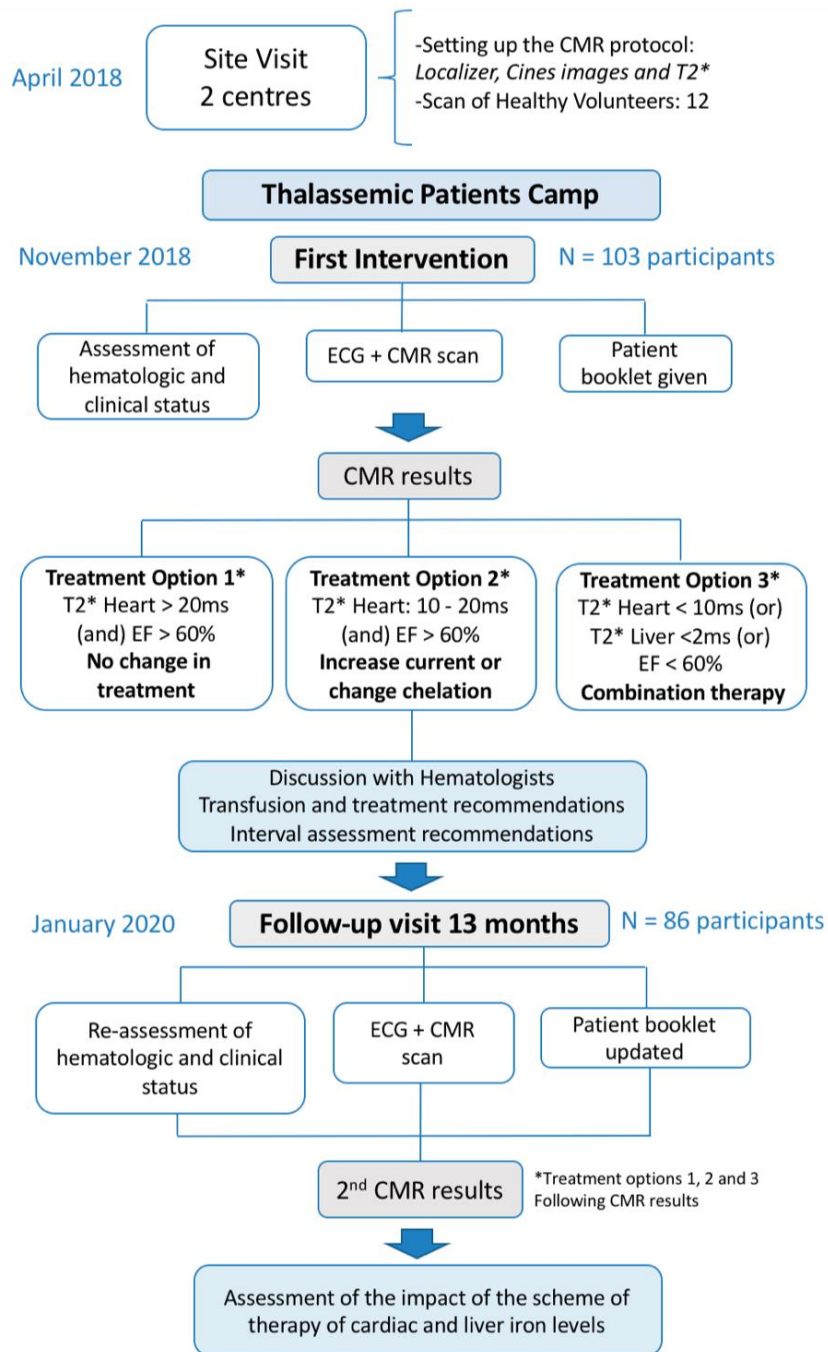 April 2018
Site Visit
2 centres
-Setting up the CMR protocol:
Localizer, Cines images and T2*
-Scan of Healthy Volunteers: 12
Thalassemic Patients Camp
November 2018
First Intervention
N = 103 participants
Assessment of
hematologic and
clinical status
ECG + CMR scan
Patient
booklet given
CMR results
Treatment Option 1*
T2* Heart > 20ms
(and) EF > 60%
No change in
treatment
Treatment Option 2*
T2* Heart: 10 - 20ms
(and) EF > 60%
Increase current or
change chelation
Treatment Option 3*
T2* Heart < 10ms (or)
T2* Liver <2ms (or)
EF < 60%
Combination therapy
Discussion with Hematologists
Transfusion and treatment recommendations
Interval assessment recommendations
January 2020
Follow-up visit 13 months
N = 86 participants
Re-assessment of
hematologic and clinical
status
ECG + CMR
scan
Patient booklet
updated
2nd CMR results
*Treatment options 1, 2 and 3
Following CMR results
Assessment of the impact of the scheme of
therapy of cardiac and liver iron levels